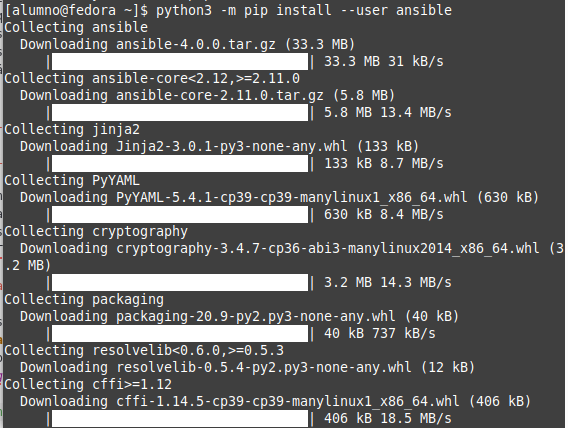 [alumno@fedora ~]$ python3 -m pip install --user ansible
Collecting ansible
  Downloading ansible-4.0.0.tar.gz (33.3 MB)
     |████████████████████████████████| 33.3 MB 31 kB/s
Collecting ansible-core<2.12,>=2.11.0
  Downloading ansible-core-2.11.0.tar.gz (5.8 MB)
     |████████████████████████████████| 5.8 MB 13.4 MB/s
Collecting jinja2
  Downloading Jinja2-3.0.1-py3-none-any.whl (133 kB)
     |████████████████████████████████| 133 kB 8.7 MB/s
Collecting PyYAML
  Downloading PyYAML-5.4.1-cp39-cp39-manylinux1_x86_64.whl (630 kB)
     |████████████████████████████████| 630 kB 8.4 MB/s
Collecting cryptography
  Downloading cryptography-3.4.7-cp36-abi3-manylinux2014_x86_64.whl (3
.2 MB)
     |████████████████████████████████| 3.2 MB 14.3 MB/s
Collecting packaging
  Downloading packaging-20.9-py2.py3-none-any.whl (40 kB)
     |████████████████████████████████| 40 kB 737 kB/s
Collecting resolvelib<0.6.0,>=0.5.3
  Downloading resolvelib-0.5.4-py2.py3-none-any.whl (12 kB)
Collecting cffi>=1.12
  Downloading cffi-1.14.5-cp39-cp39-manylinux1_x86_64.whl (406 kB)
     |████████████████████████████████| 406 kB 18.5 MB/s